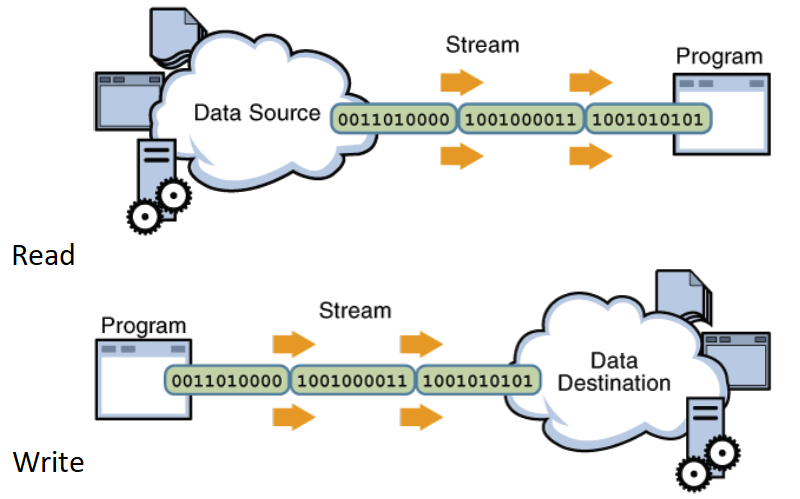 Stream
Program
Data Source
0011010000 1001000011 1001010101
Read
Stream
Program
0011010000 1001000011 1001010101
Data
Destination
Write